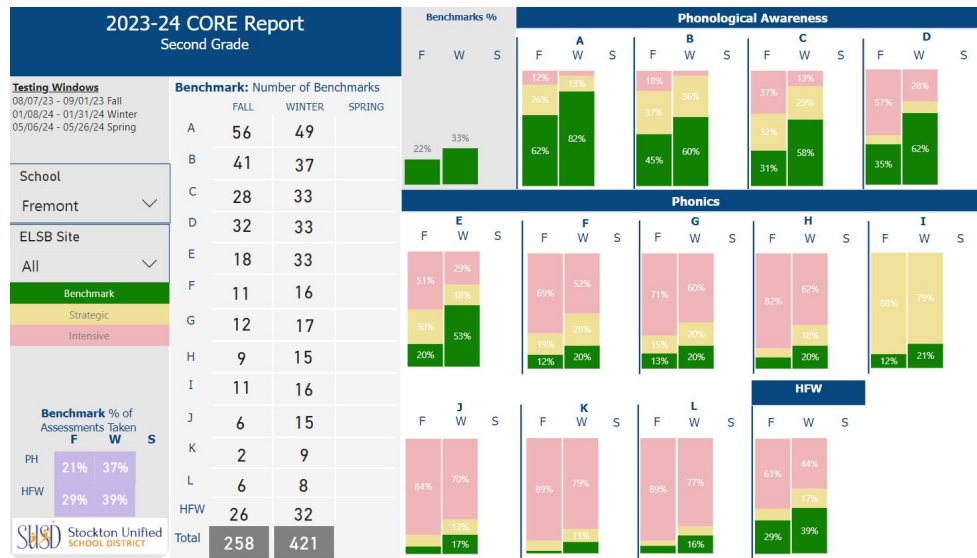 2023-24 CORE Report
Second Grade
Testing Windows
08/07/23 - 09/01/23 Fall
01/08/24 - 01/31/24 Winter
05/06/24 - 05/26/24 Spring
School
Fremont
ELSB Site
All
Benchmark
Strategic
Intensive
Benchmark % of
Assessments Taken
F W S
PH 21% 37%
HFW 29% 39%
SUSD Stockton Unified
SCHOOL DISTRICT
Benchmark: Number of Benchmarks
FALL WINTER SPRING
A 56 49
B 41 37
C 28 33
D 32 33
E 18 33
F 11 16
G 12 17
H 9 15
I 11 16
J 6 15
K 2 9
L 6 8
HFW 26 32
Total 258 421
Benchmarks %
F W S
22% 33%
Phonological Awareness
A
F W S
12% 13%
26%
62% 82%
B
F W S
18%
37% 36%
45% 60%
C
F W S
37% 13%
32% 29%
31% 58%
D
F W S
57% 28%
35% 62%
Phonics
E
F W S
51% 29%
30% 18%
20% 53%
F
F W S
69% 52%
19% 28%
12% 20%
G
F W S
71% 60%
15% 20%
13% 20%
H
F W S
82% 62%
18%
20%
I
F W S
88% 79%
12% 21%
J
F W S
84% 70%
13%
17%
K
F W S
89% 79%
11%
L
F W S
89% 77%
16%
HFW
F W S
61% 44%
17%
29% 39%